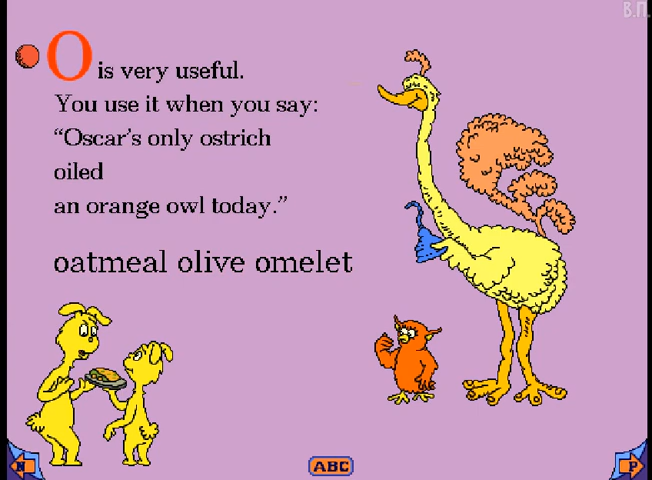 В.П.
O is very useful.
You use it when you say:
“Oscar’s only ostrich
oiled
an orange owl today.”
oatmeal olive omelet
N
ABC
P